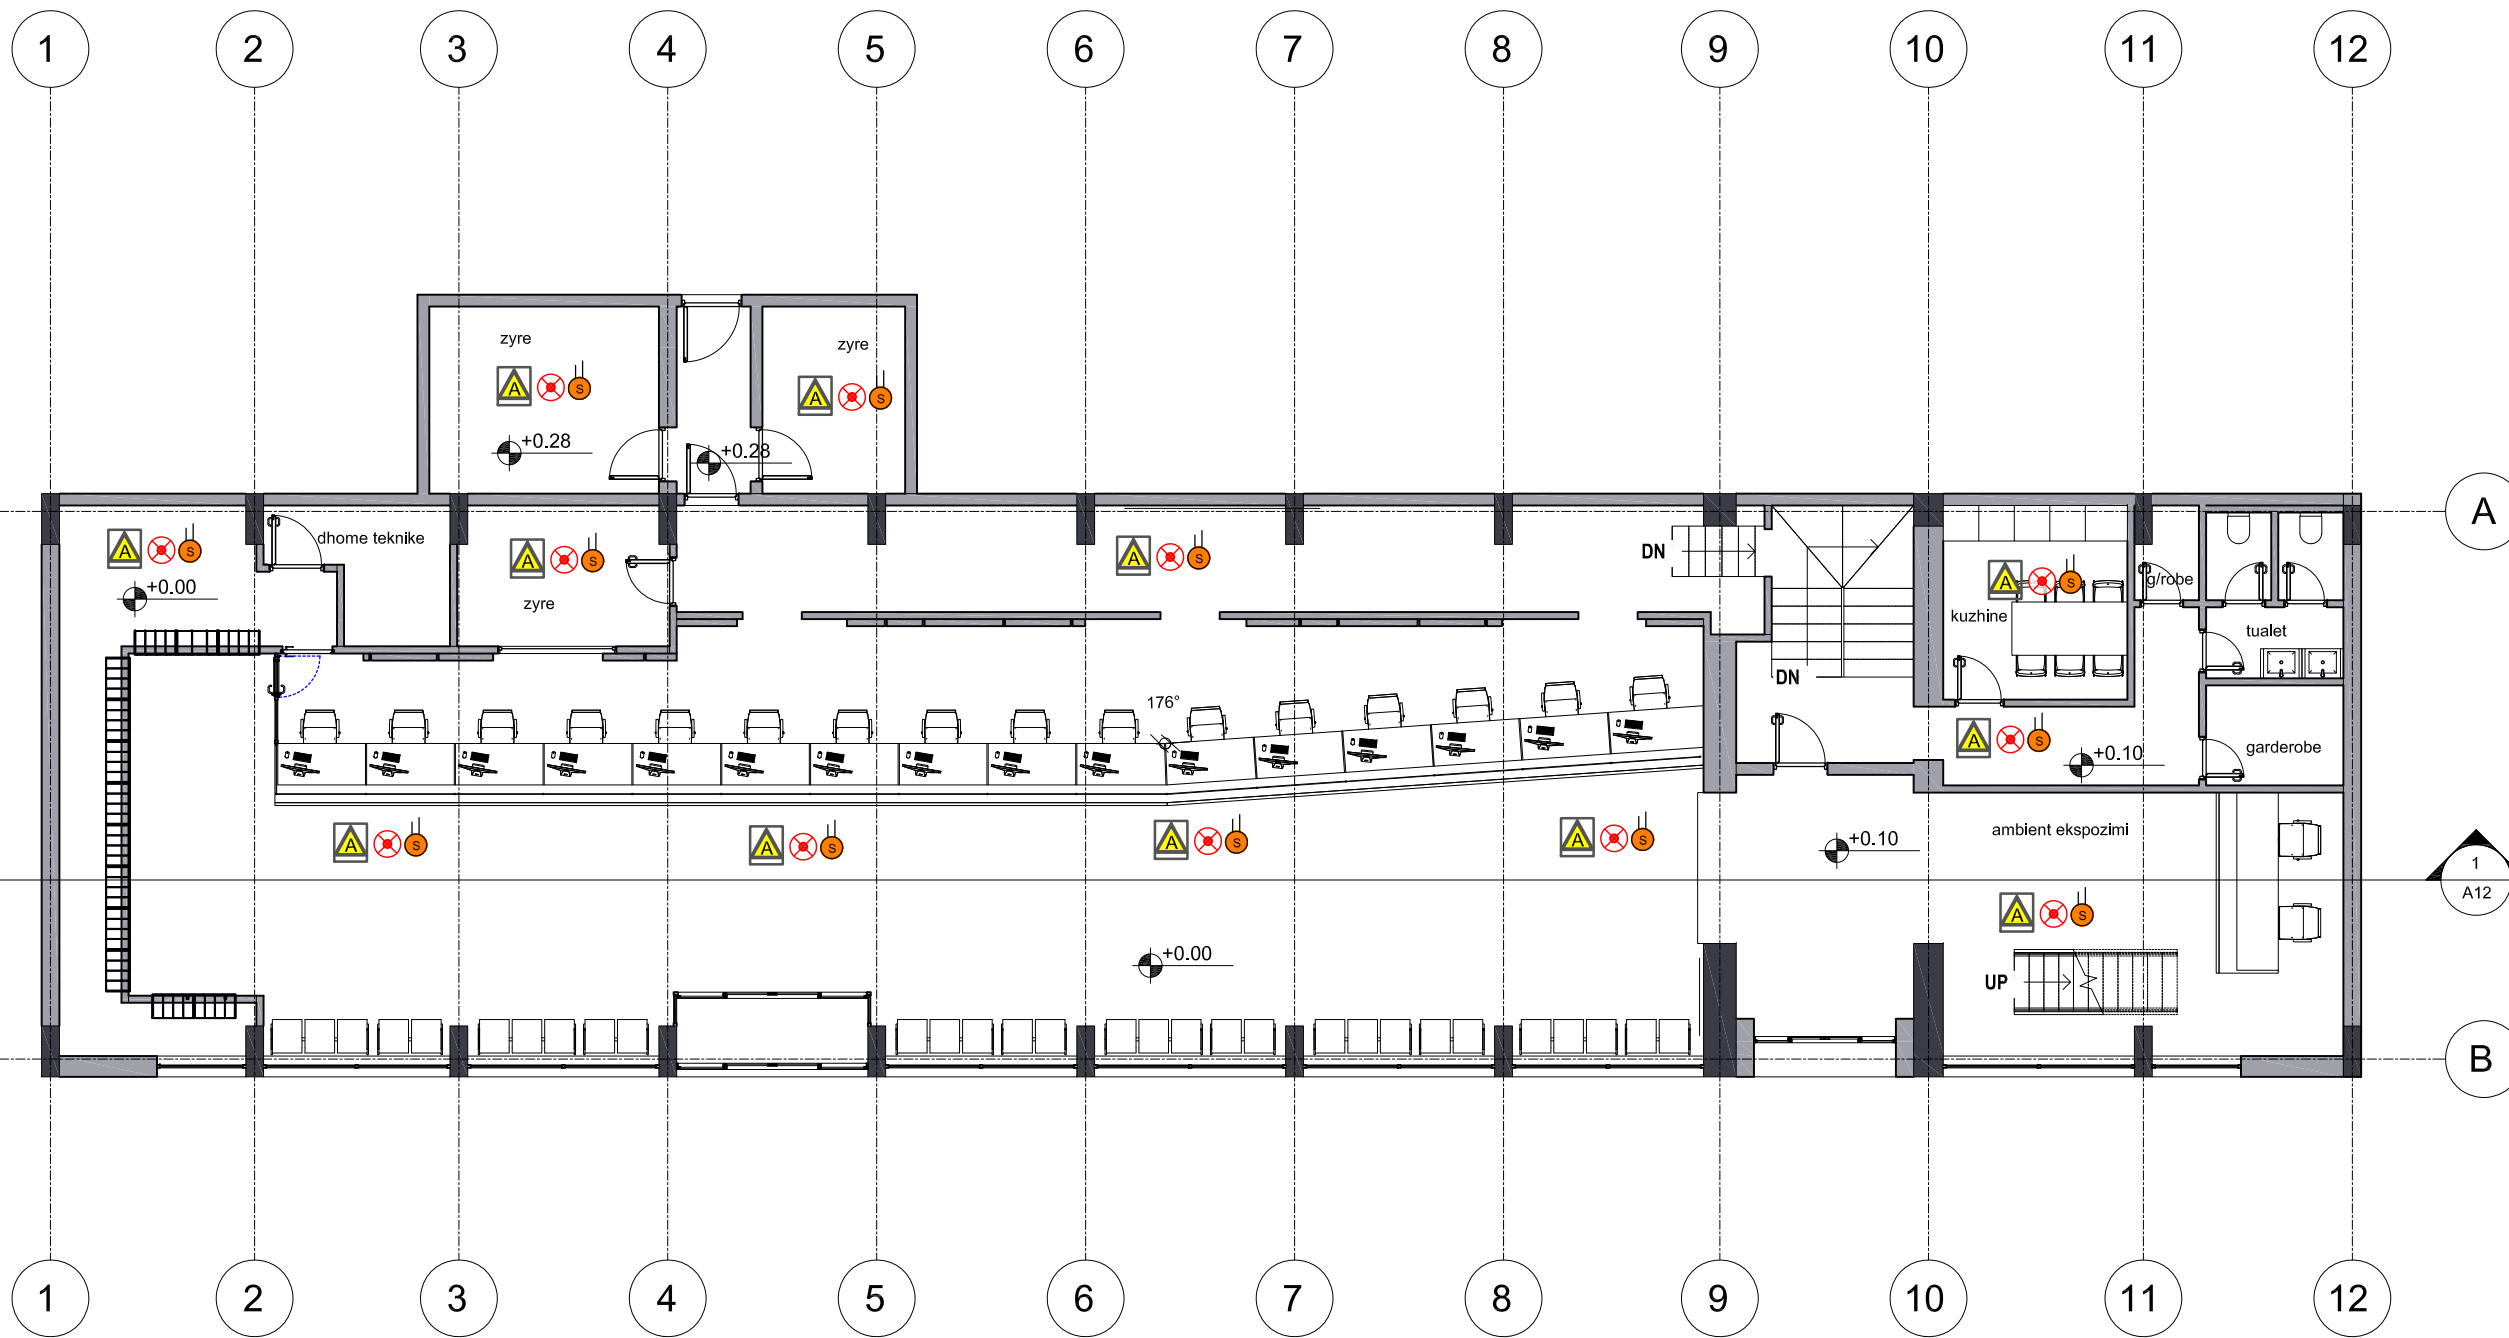 1 2 3 4 5 6 7 8 9 10 11 12
zyre
zyre
A S
A S
+0.28
+0.28
A
dhome teknike
A S
A S
A S
DN
A S
g/robe
+0.00
zyre
kuzhine
tualet
DN
176°
A S
+0.10
garderobe
A S
A S
A S
A S
+0.10
ambient ekspozimi
1
A12
A S
+0.00
UP
B
1 2 3 4 5 6 7 8 9 10 11 12